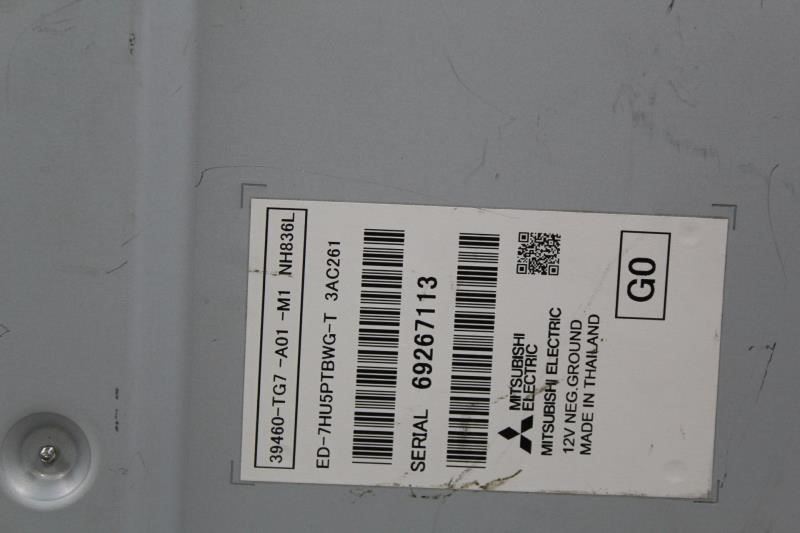 39460-TG7 -A01 -M1 NH836L
ED-7HU5PTBWG-T 3AC261
SERIAL 69267113
MITSUBISHI
ELECTRIC
MITSUBISHI ELECTRIC
12V NEG.GROUND
MADE IN THAILAND
G0